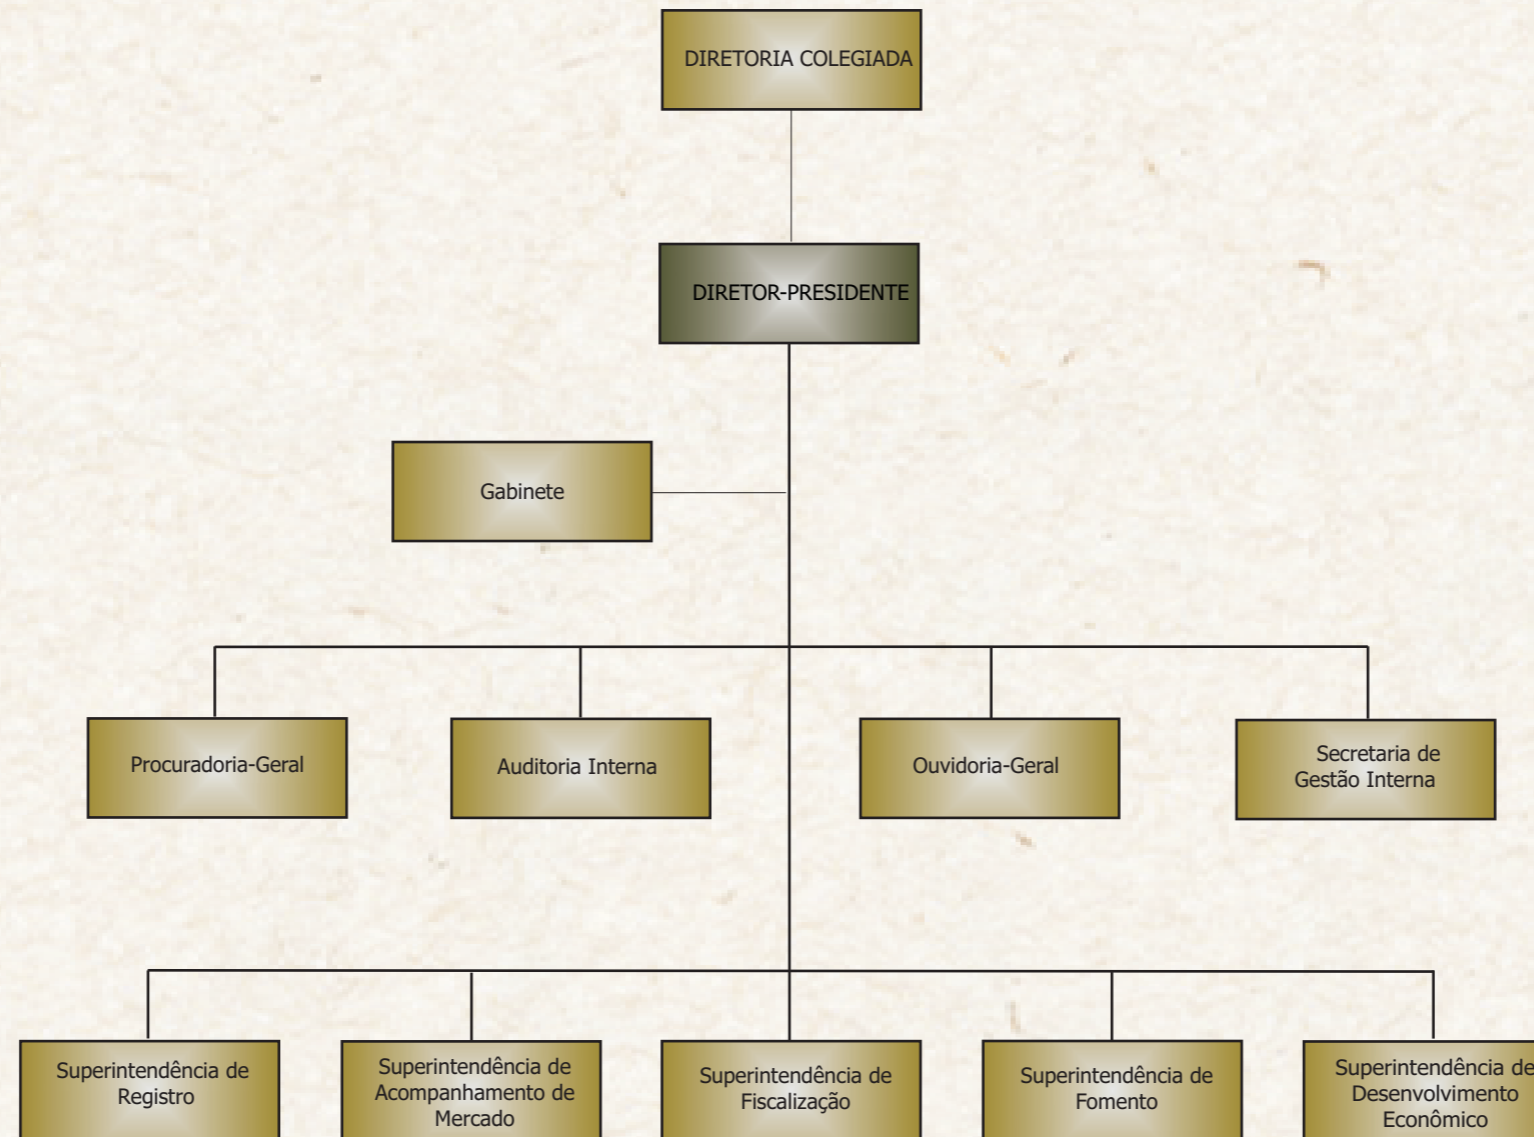 DIRETORIA COLEGIADA
DIRETOR-PRESIDENTE
Gabinete
Procuradoria-Geral
Auditoria Interna
Ouvidoria-Geral
Secretaria de
Gestão Interna
Superintendência de
Registro
Superintendência de
Acompanhamento de
Mercado
Superintendência de
Fiscalização
Superintendência de
Fomento
Superintendência de
Desenvolvimento
Econômico